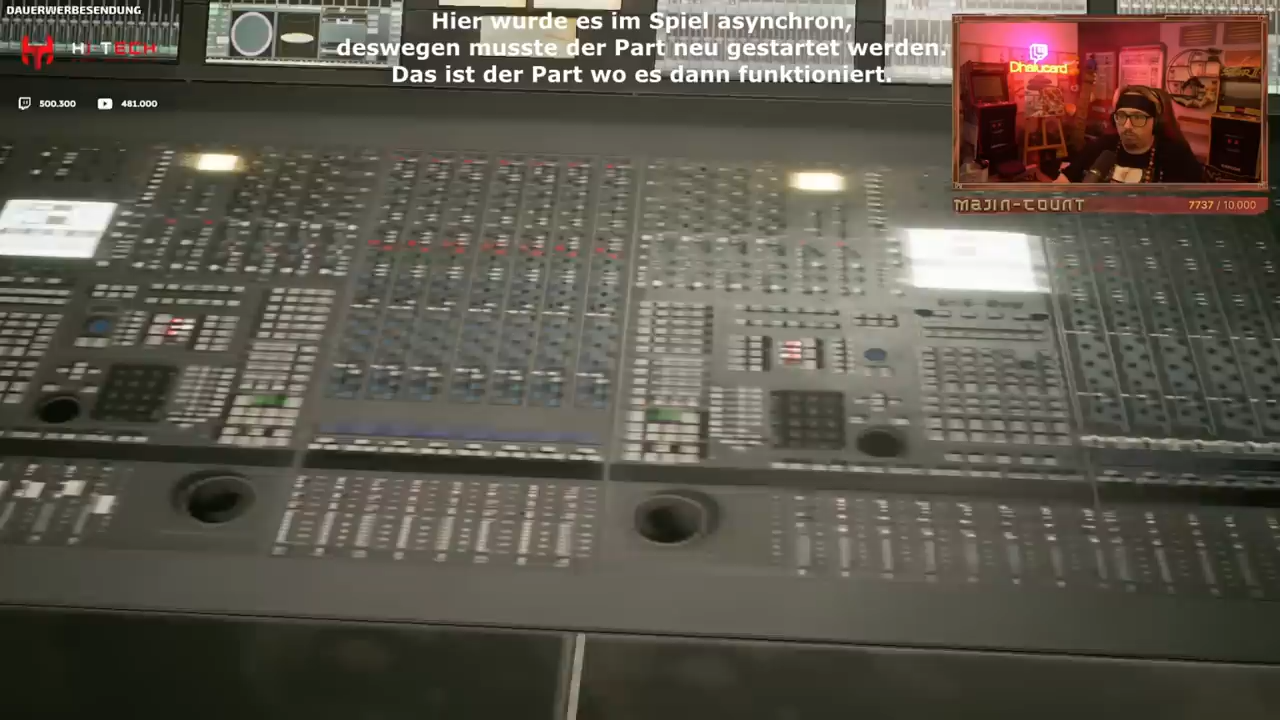 DAUERWERBESENDUNG
Hier wurde es im Spiel asynchron,
deswegen musste der Part neu gestartet werden.
Das ist der Part wo es dann funktioniert.
HI TECH
500.300
481.000
Dhalucard
MAJIN-COUNT
7737 / 10.000